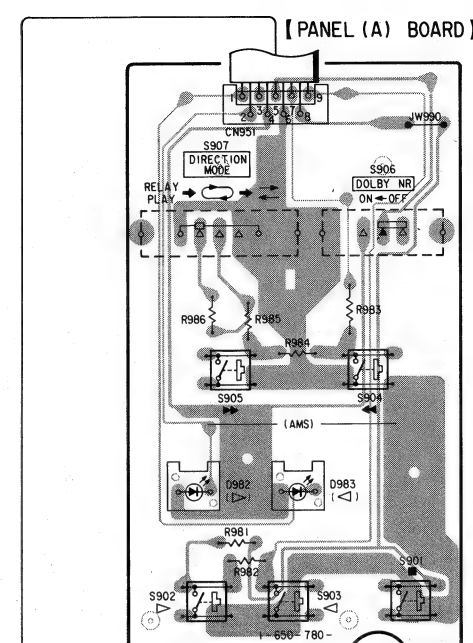 [PANEL (A) BOARD]
1 3 5 7 9
2 4 6 8
CN951
JW990
S907
DIRECTION
MODE
RELAY
PLAY
S906
DOLBY NR
ON ← OFF
R986
R985
R983
R984
S905
S904
▶▶
◀◀
(AMS)
D982
(▷)
D983
(◁)
R981
R982
S901
■
S902
▷
S903
◁
1-650-780-